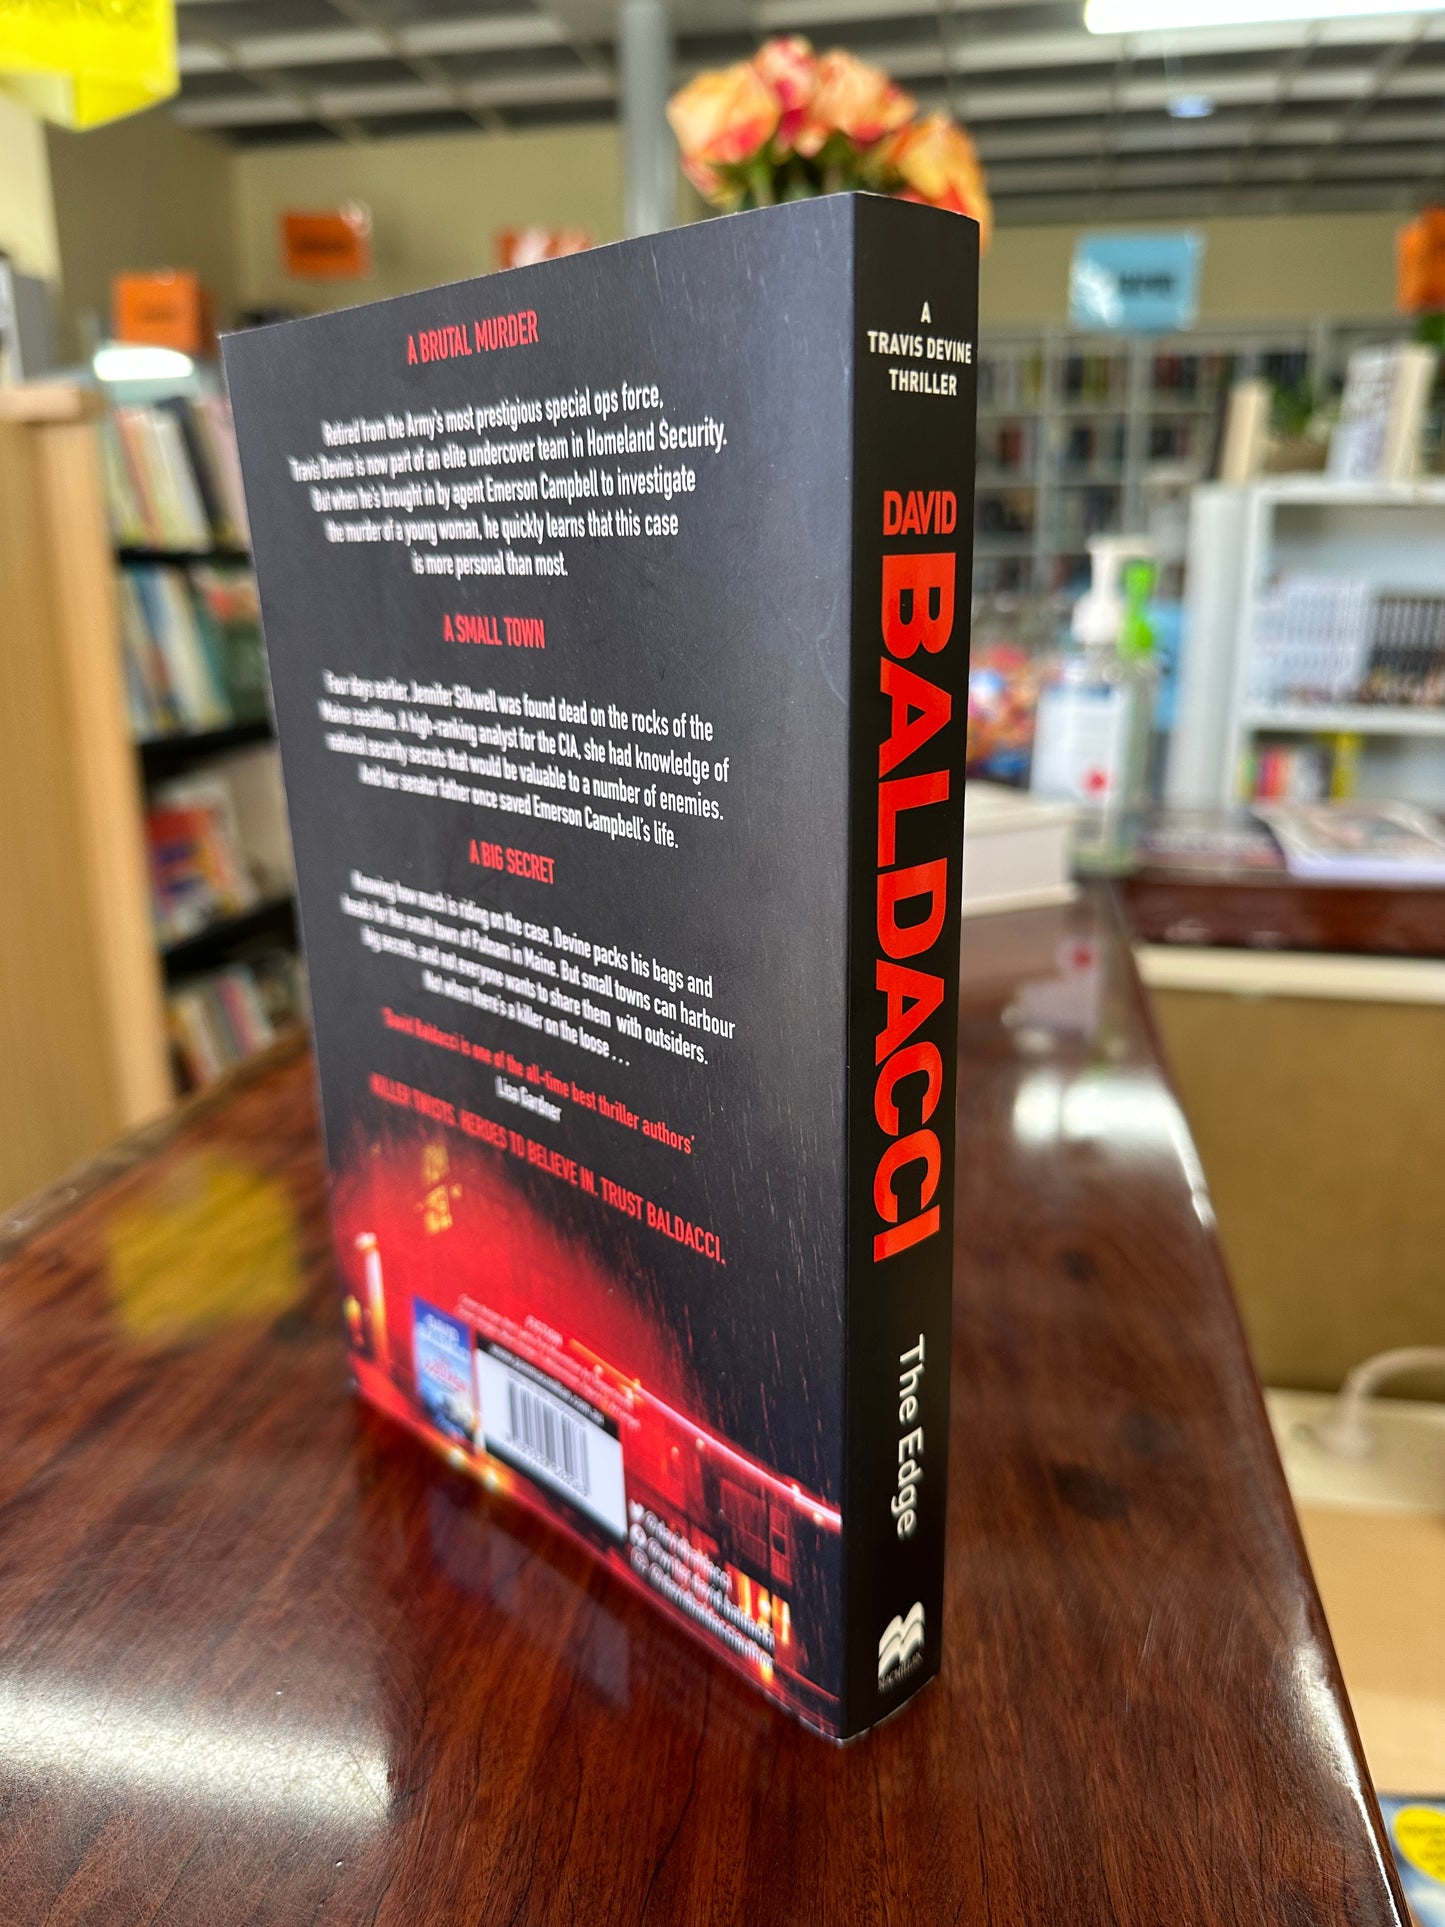 A BRUTAL MURDER
Retired from the Army's most prestigious special ops force,
Travis Devine is now part of an elite undercover team in Homeland Security.
But when he's brought in by agent Emerson Campbell to investigate
the murder of a young woman, he quickly learns that this case
is more personal than most.
A SMALL TOWN
Four days earlier, Jennifer Silkwell was found dead on the rocks of the
Maine coastline. A high-ranking analyst for the CIA, she had knowledge of
national security secrets that would be valuable to a number of enemies.
And her senator father once saved Emerson Campbell's life.
A BIG SECRET
Knowing how much is riding on the case, Devine packs his bags and
heads for the small town of Putnam in Maine. But small towns can harbour
big secrets, and not everyone wants to share them with outsiders.
Not when there's a killer on the loose . . .
'David Baldacci is one of the all-time best thriller authors'
Lisa Gardner
KILLER TWISTS. HEROES TO BELIEVE IN. TRUST BALDACCI.
@davidbaldacci
@writer.david.baldacci
@davidbaldacciauthor
A
TRAVIS DEVINE
THRILLER
DAVID
BALDACCI
The Edge
MACMILLAN